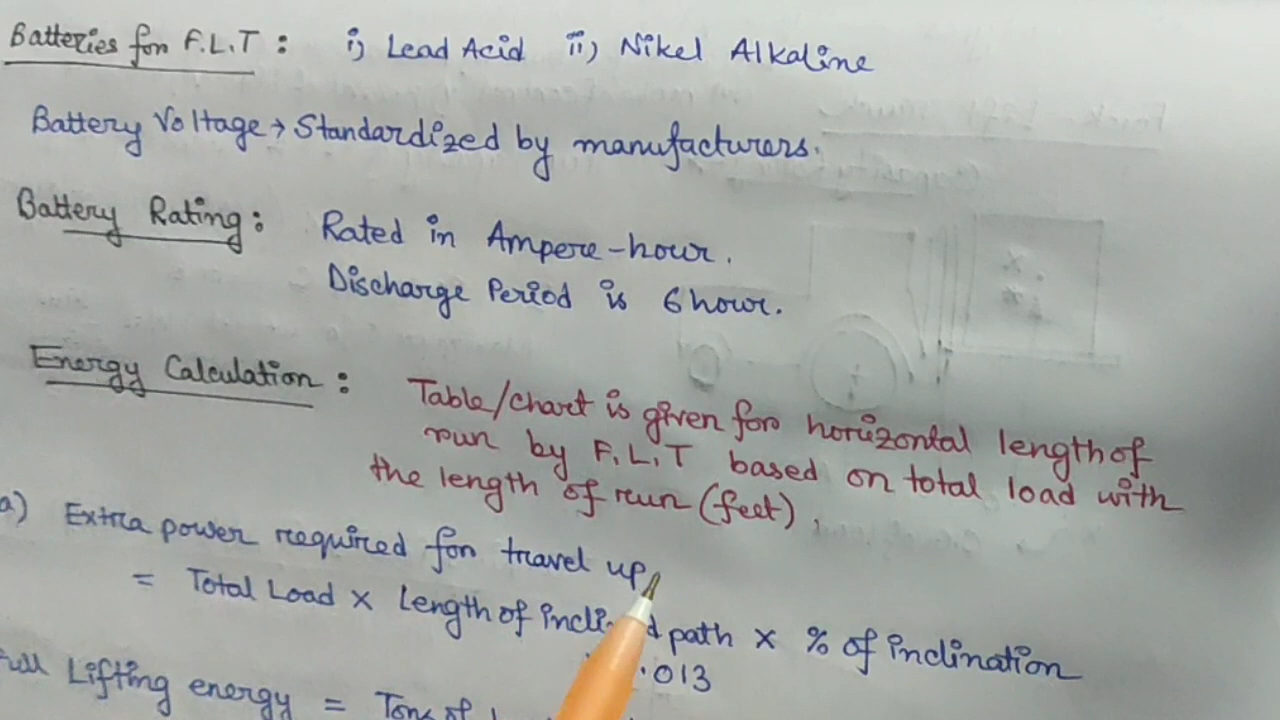 Batteries for F.L.T : i) Lead Acid ii) Nikel Alkaline
Battery Voltage → Standardized by manufacturers.
Battery Rating : Rated in Ampere-hour.
Discharge Period is 6 hour.
Energy Calculation : Table/chart is given for horizontal length of
run by F.L.T based on total load with
the length of run (feet),
a) Extra power required for travel up
= Total Load x Length of path x % of inclination
.013
Lifting energy = Tons of